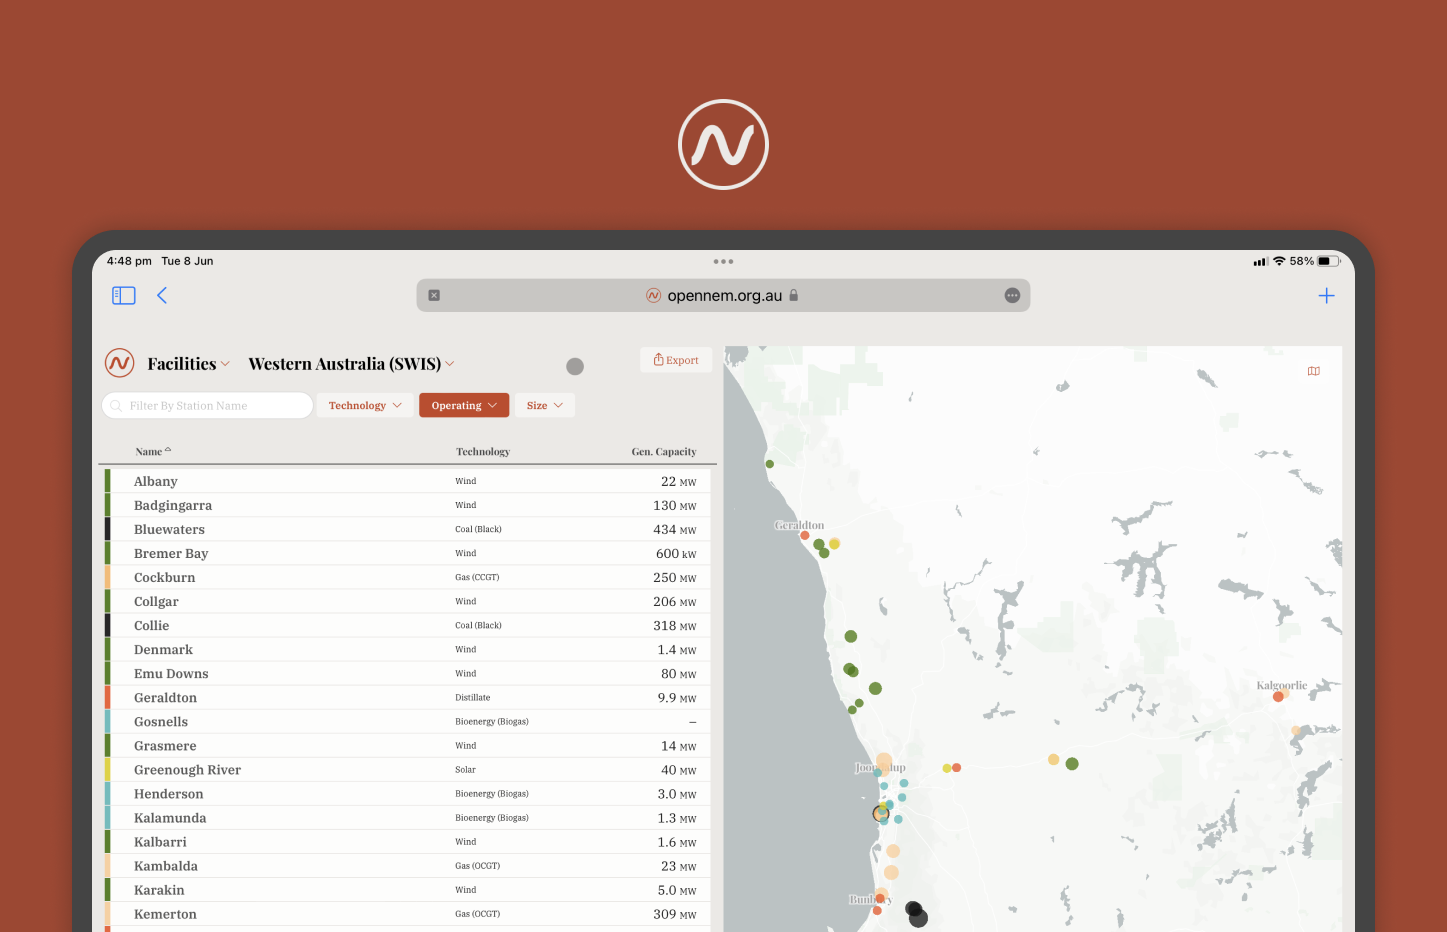 4:48 pm Tue 8 Jun
58%
opennem.org.au
Facilities Western Australia (SWIS)
Export
Filter By Station Name Technology Operating Size
Name Technology Gen. Capacity
Albany Wind 22 MW
Badgingarra Wind 130 MW
Bluewaters Coal (Black) 434 MW
Bremer Bay Wind 600 kW
Cockburn Gas (CCGT) 250 MW
Collgar Wind 206 MW
Collie Coal (Black) 318 MW
Denmark Wind 1.4 MW
Emu Downs Wind 80 MW
Geraldton Distillate 9.9 MW
Gosnells Bioenergy (Biogas) –
Grasmere Wind 14 MW
Greenough River Solar 40 MW
Henderson Bioenergy (Biogas) 3.0 MW
Kalamunda Bioenergy (Biogas) 1.3 MW
Kalbarri Wind 1.6 MW
Kambalda Gas (OCGT) 23 MW
Karakin Wind 5.0 MW
Kemerton Gas (OCGT) 309 MW
Geraldton
Kalgoorlie
Joondalup
Bunbury